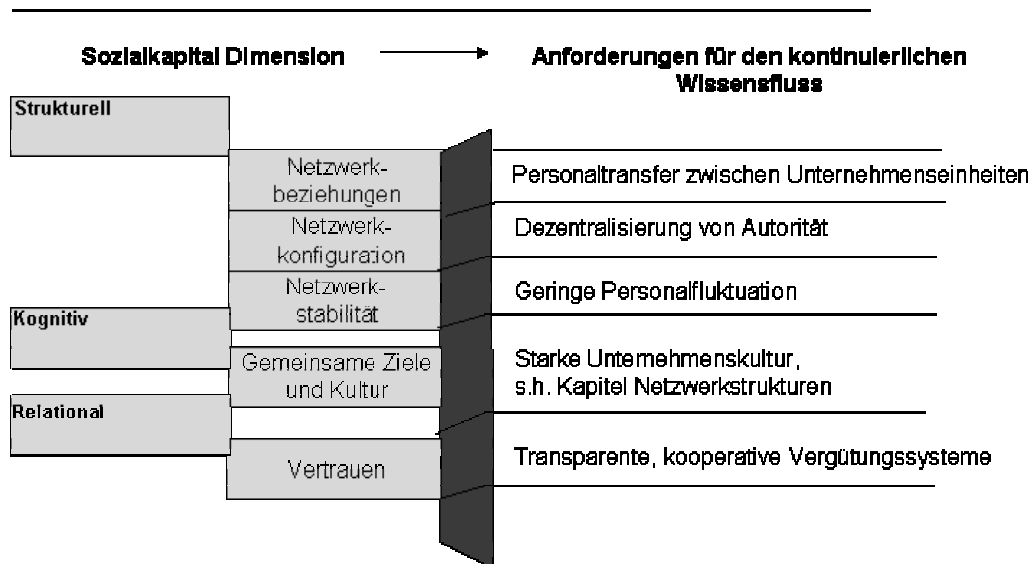 Sozialkapital Dimension
Anforderungen für den kontinuierlichen
Wissensfluss
Strukturell
Netzwerk-
beziehungen
Personaltransfer zwischen Unternehmenseinheiten
Netzwerk-
konfiguration
Dezentralisierung von Autorität
Netzwerk-
stabilität
Geringe Personalfluktuation
Kognitiv
Gemeinsame Ziele
und Kultur
Starke Unternehmenskultur,
s.h. Kapitel Netzwerkstrukturen
Relational
Vertrauen
Transparente, kooperative Vergütungssysteme